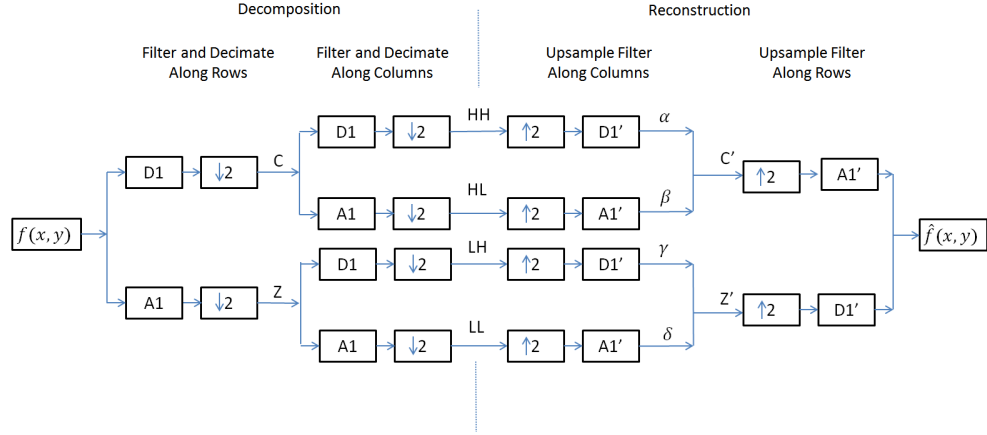 Decomposition
Reconstruction
Filter and Decimate
Along Rows
Filter and Decimate
Along Columns
Upsample Filter
Along Columns
Upsample Filter
Along Rows
D1
↓2
HH
↑2
D1’
α
D1
↓2
C
C’
↑2
A1’
A1
↓2
HL
↑2
A1’
β
f(x, y)
f̂(x, y)
D1
↓2
LH
↑2
D1’
γ
A1
↓2
Z
Z’
↑2
D1’
A1
↓2
LL
↑2
A1’
δ